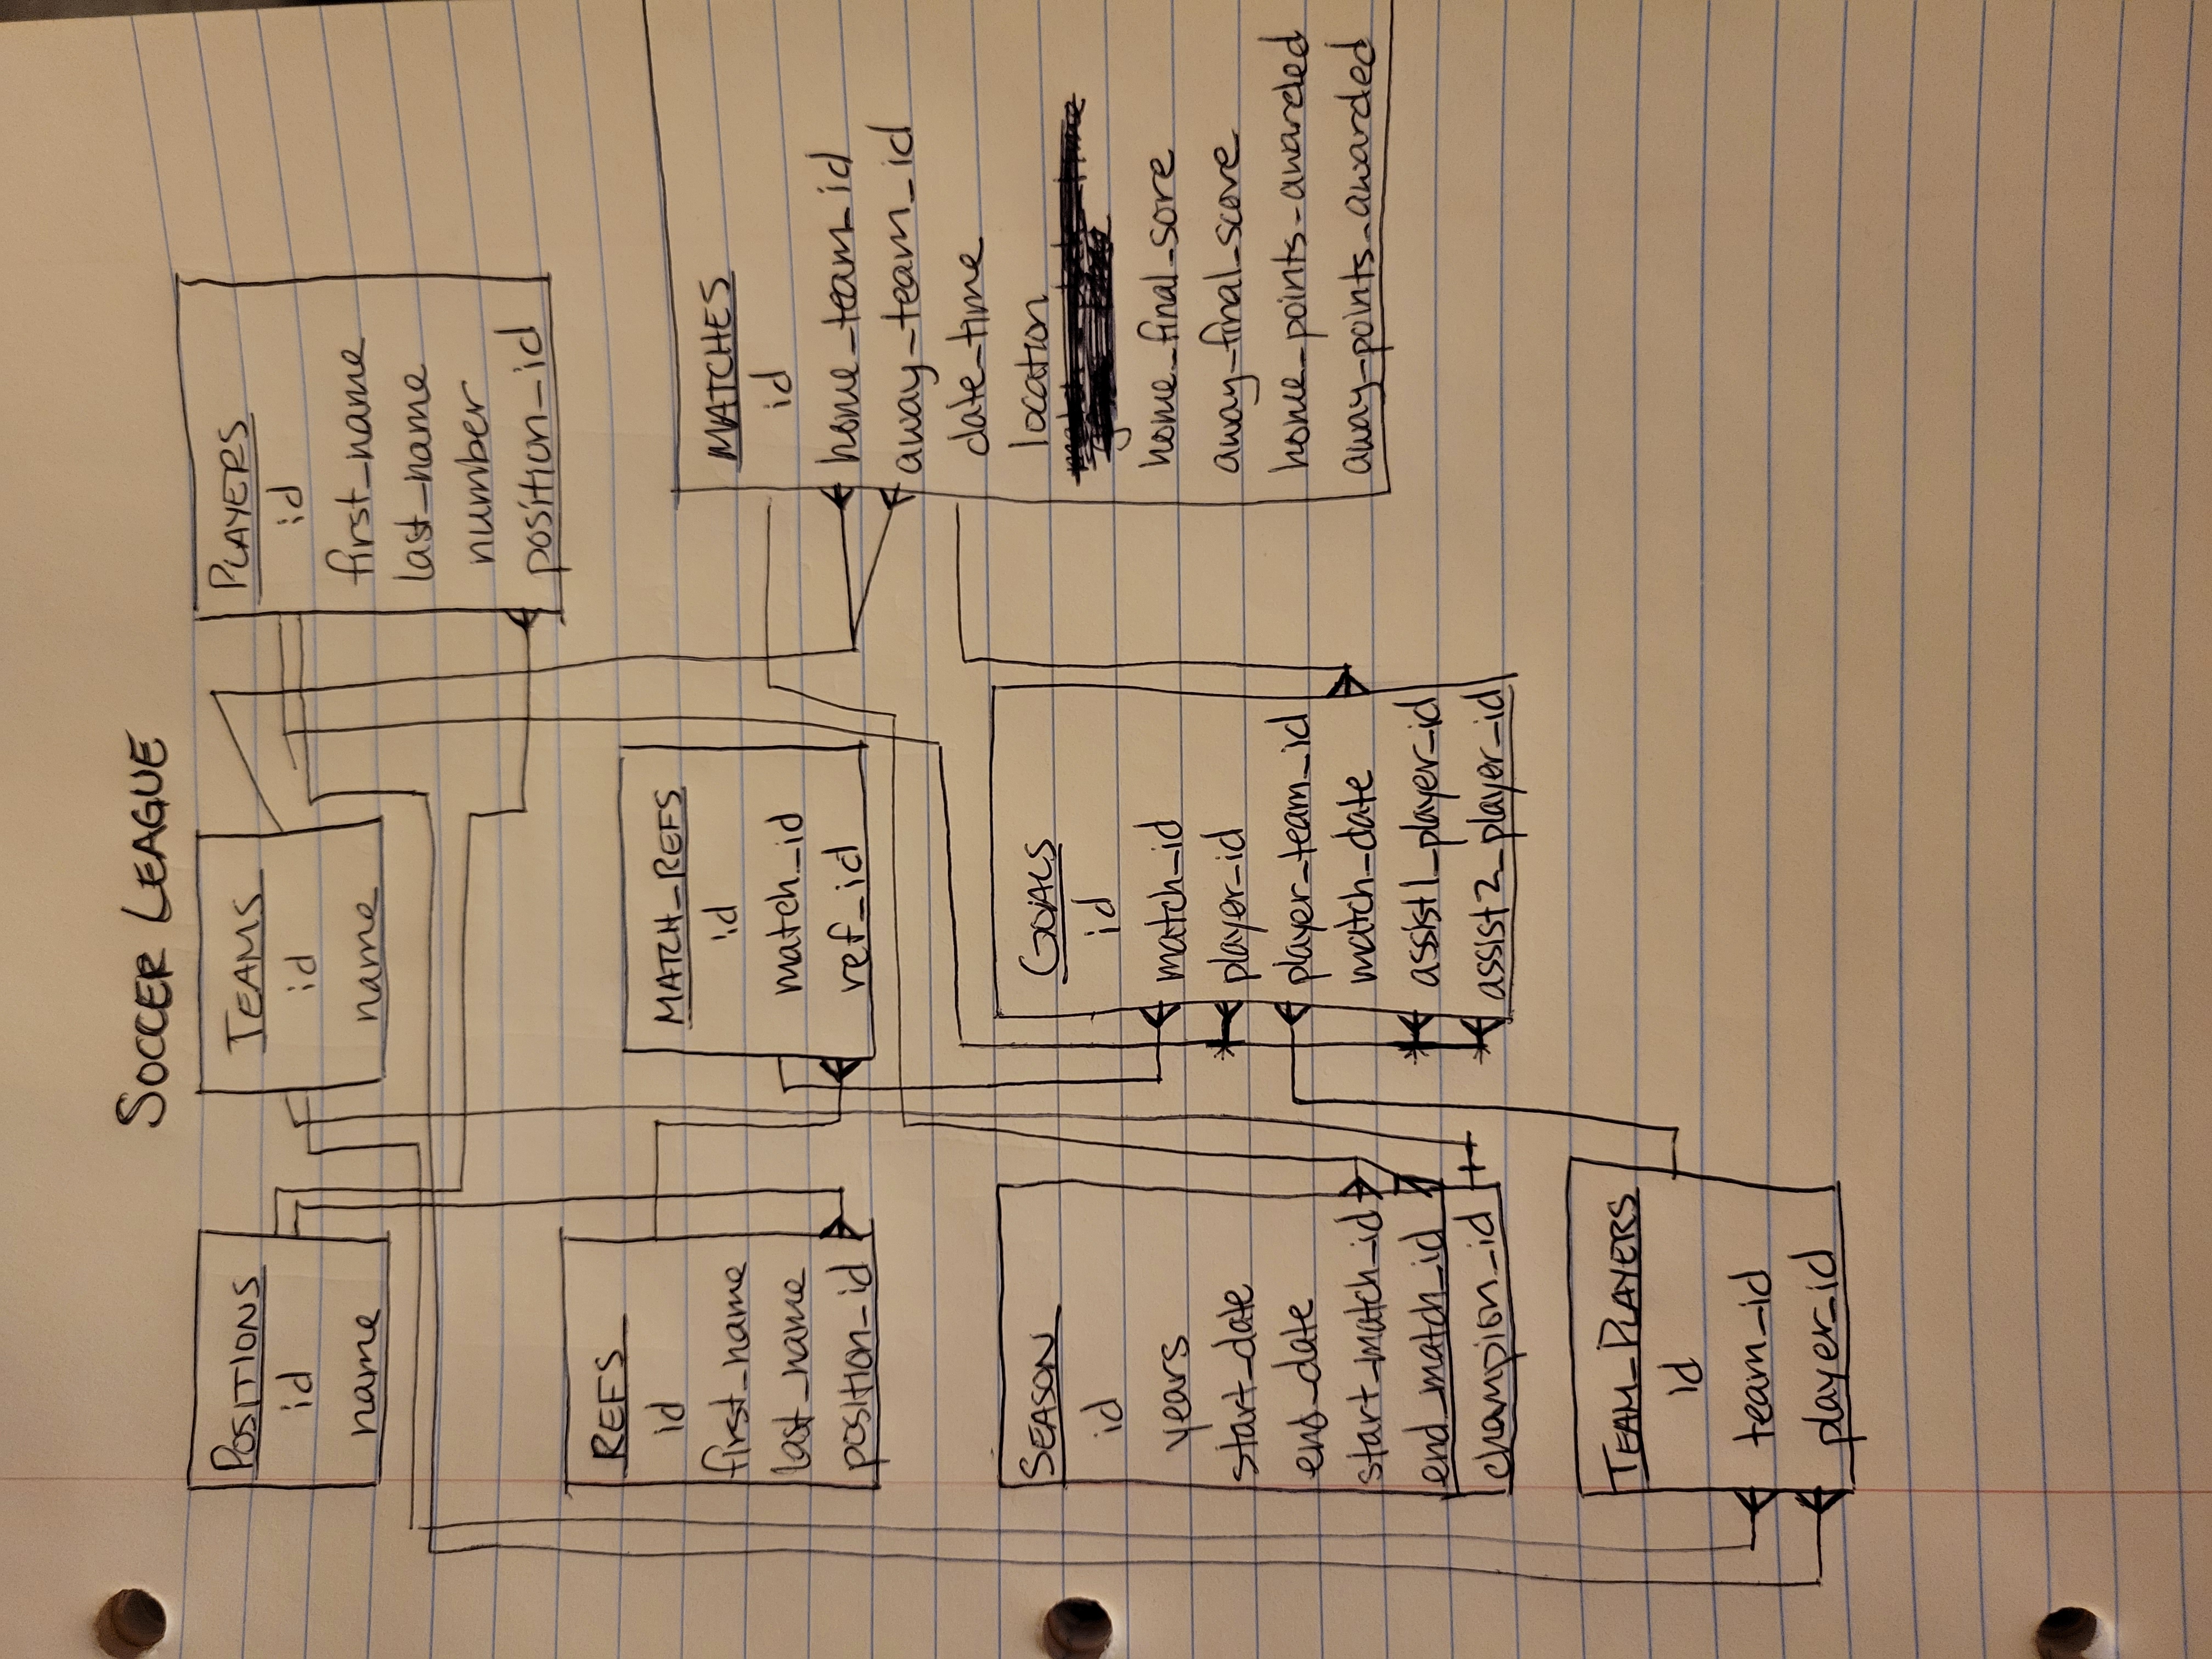 SOCCER LEAGUE
POSITIONS
id
name
TEAMS
id
name
PLAYERS
id
first_name
last_name
number
position_id
REFS
id
first_name
last_name
position_id
MATCH_REFS
id
match_id
ref_id
MATCHES
id
home_team_id
away_team_id
date_time
location
home_final_sore
away_final_score
home_points_awarded
away_points_awarded
SEASON
id
years
start_date
end_date
start_match_id
end_match_id
champion_id
GOALS
id
match_id
player_id
player_team_id
match_date
assist1_player_id
assist2_player_id
TEAM_PLAYERS
id
team_id
player_id